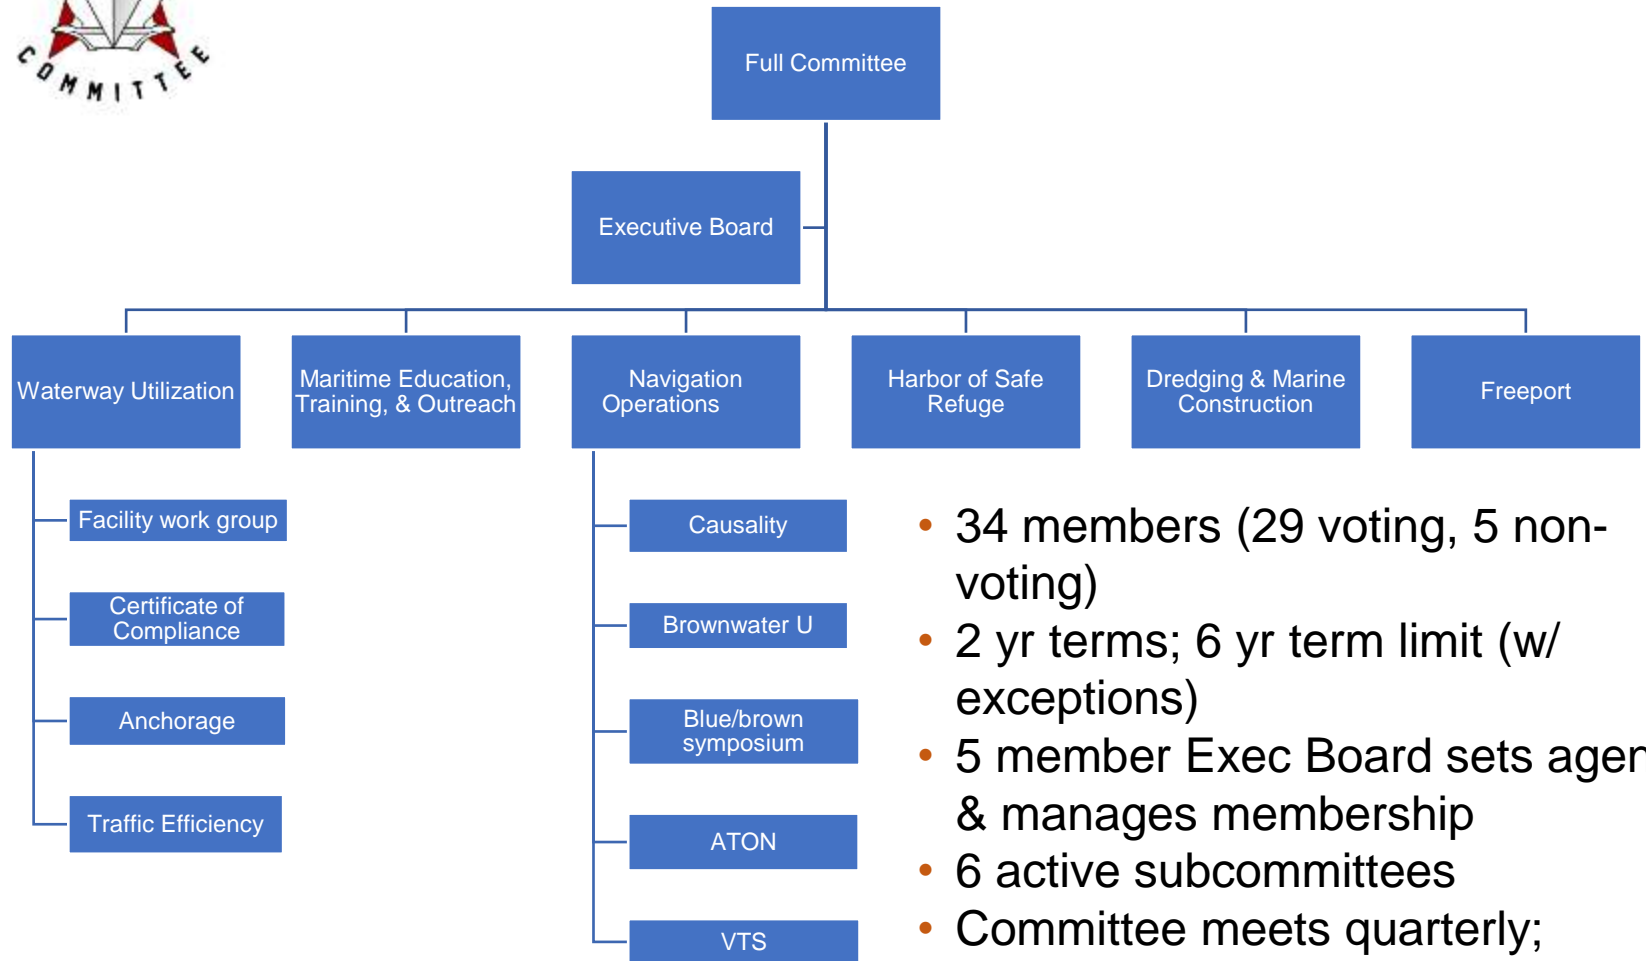 COMMITTEE
Full Committee
Executive Board
Waterway Utilization
Maritime Education,
Training, & Outreach
Navigation
Operations
Harbor of Safe
Refuge
Dredging & Marine
Construction
Freeport
Facility work group
Certificate of
Compliance
Anchorage
Traffic Efficiency
Causality
Brownwater U
Blue/brown
symposium
ATON
VTS
• 34 members (29 voting, 5 non-
voting)
• 2 yr terms; 6 yr term limit (w/
exceptions)
• 5 member Exec Board sets
& manages membership
• 6 active subcommittees
• Committee meets quarterly;